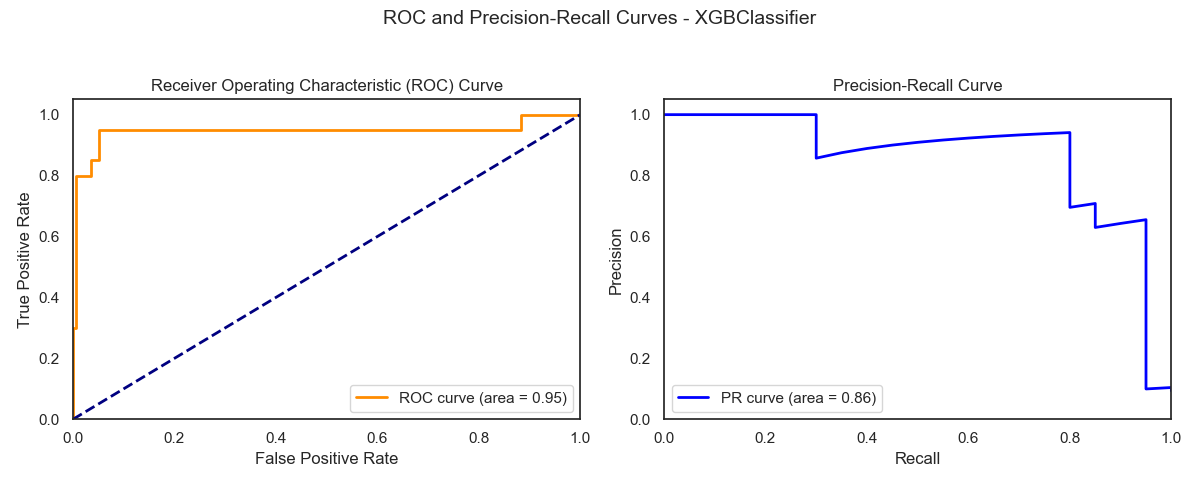 ROC and Precision-Recall Curves - XGBClassifier
Receiver Operating Characteristic (ROC) Curve
True Positive Rate
1.0
0.8
0.6
0.4
0.2
0.0
0.0 0.2 0.4 0.6 0.8 1.0
False Positive Rate
ROC curve (area = 0.95)
Precision-Recall Curve
Precision
1.0
0.8
0.6
0.4
0.2
0.0
0.0 0.2 0.4 0.6 0.8 1.0
Recall
PR curve (area = 0.86)